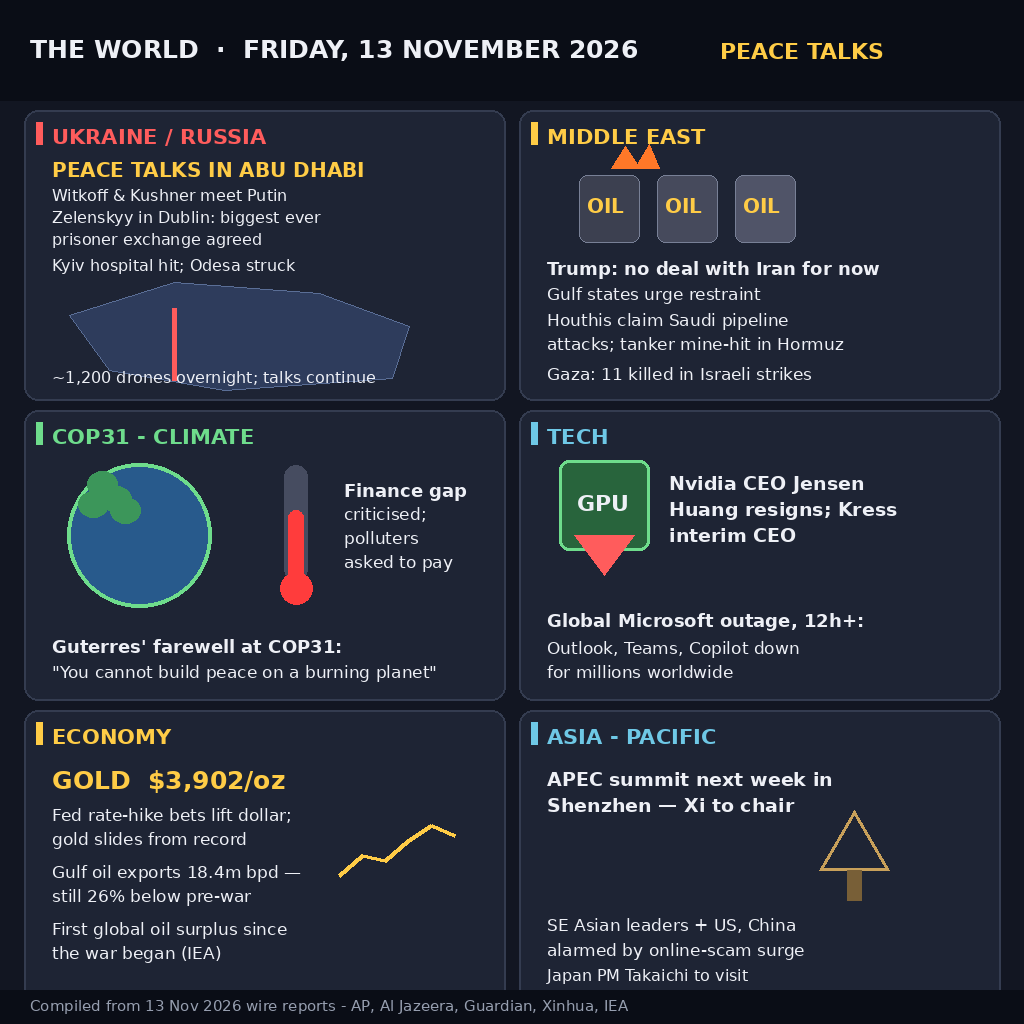 THE WORLD · FRIDAY, 13 NOVEMBER 2026
PEACE TALKS
UKRAINE / RUSSIA
PEACE TALKS IN ABU DHABI
Witkoff & Kushner meet Putin
Zelenskyy in Dublin: biggest ever
prisoner exchange agreed
Kyiv hospital hit; Odesa struck
~1,200 drones overnight; talks continue
MIDDLE EAST
OIL
OIL
OIL
Trump: no deal with Iran for now
Gulf states urge restraint
Houthis claim Saudi pipeline
attacks; tanker mine-hit in Hormuz
Gaza: 11 killed in Israeli strikes
COP31 - CLIMATE
Finance gap
criticised;
polluters
asked to pay
Guterres' farewell at COP31:
"You cannot build peace on a burning planet"
TECH
GPU
Nvidia CEO Jensen
Huang resigns; Kress
interim CEO
Global Microsoft outage, 12h+:
Outlook, Teams, Copilot down
for millions worldwide
ECONOMY
GOLD $3,902/oz
Fed rate-hike bets lift dollar;
gold slides from record
Gulf oil exports 18.4m bpd —
still 26% below pre-war
First global oil surplus since
the war began (IEA)
ASIA - PACIFIC
APEC summit next week in
Shenzhen — Xi to chair
SE Asian leaders + US, China
alarmed by online-scam surge
Japan PM Takaichi to visit
Compiled from 13 Nov 2026 wire reports - AP, Al Jazeera, Guardian, Xinhua, IEA